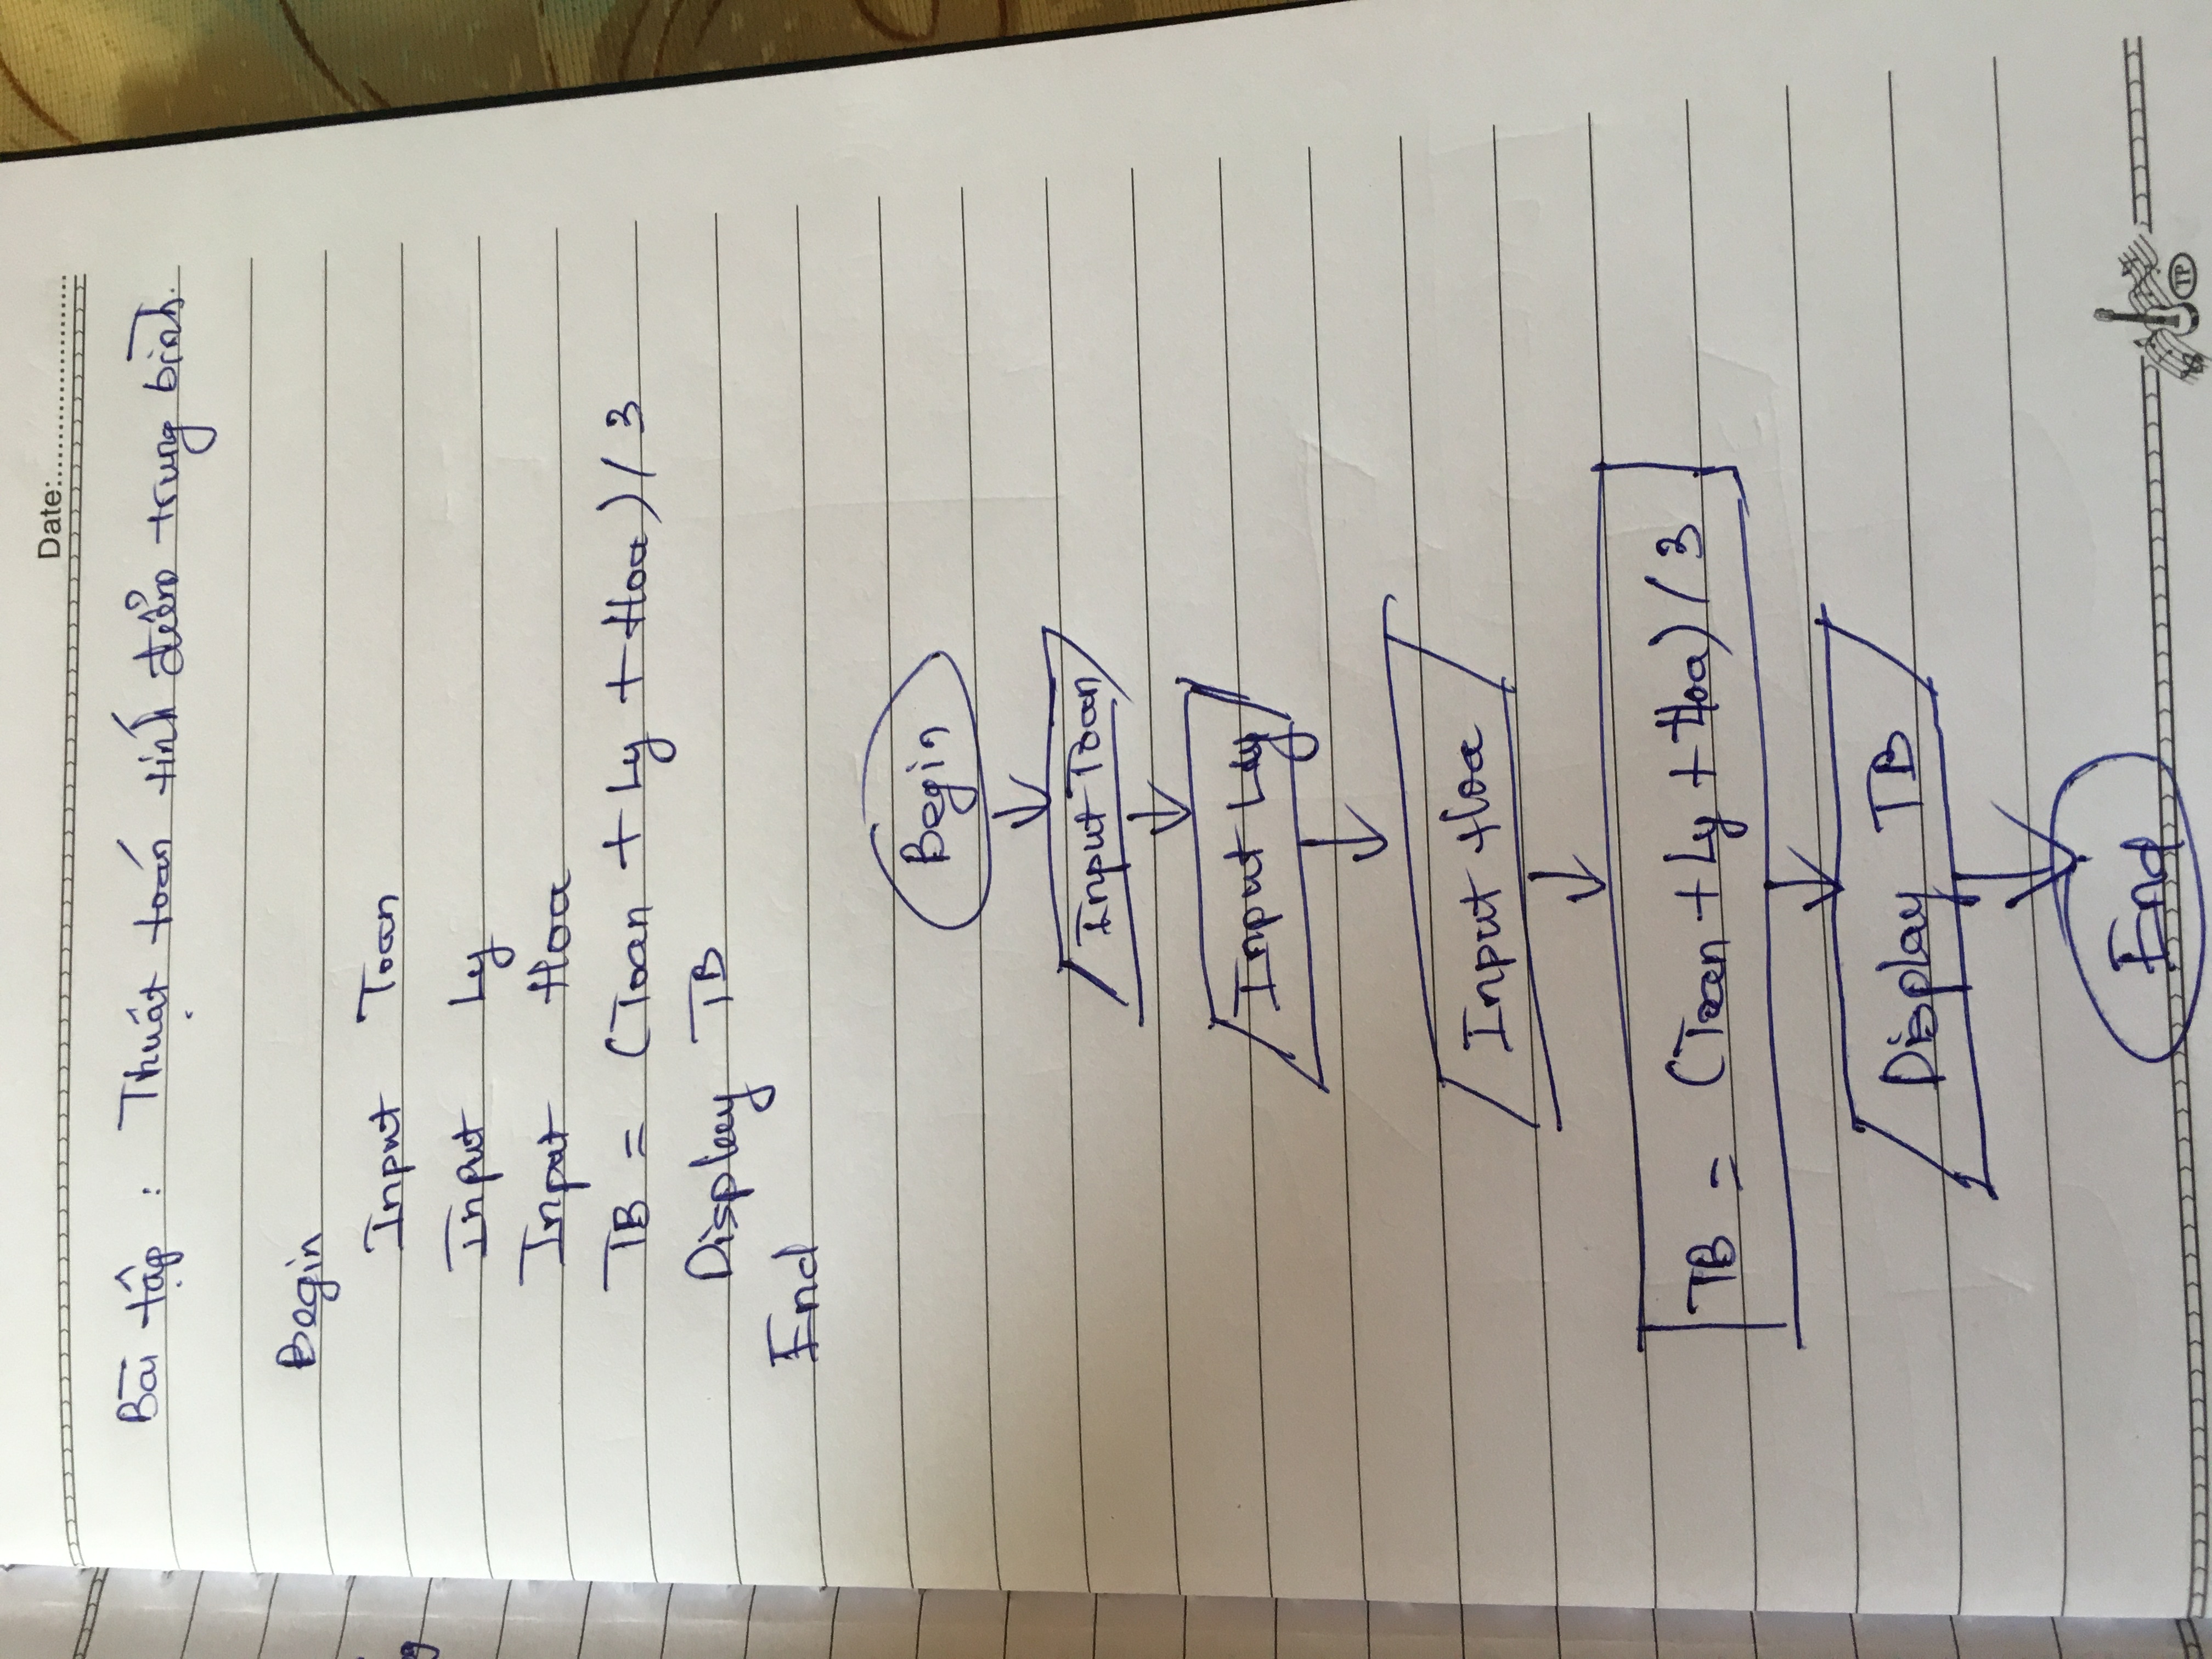 Date:......................
Bài tập : Thuật toán tính điểm trung bình.
Begin
Input Toan
Input Ly
Input Hoa
TB = (Toan + Ly + Hoa) / 3
Display TB
End
Begin
Input Toan
Input Ly
Input Hoa
TB = (Toan + Ly + Hoa) / 3
Display TB
End
TP